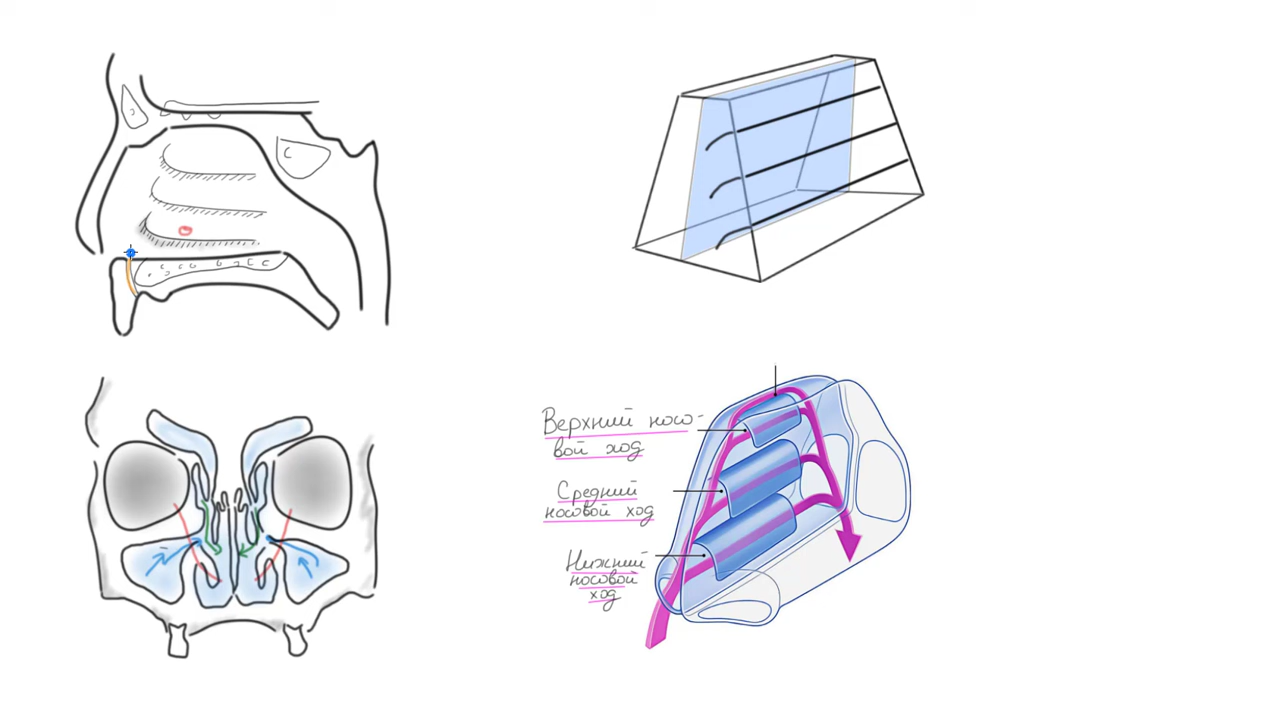 Верхний носо-
вой ход
Средний
носовой ход
Нижний
носовой
ход